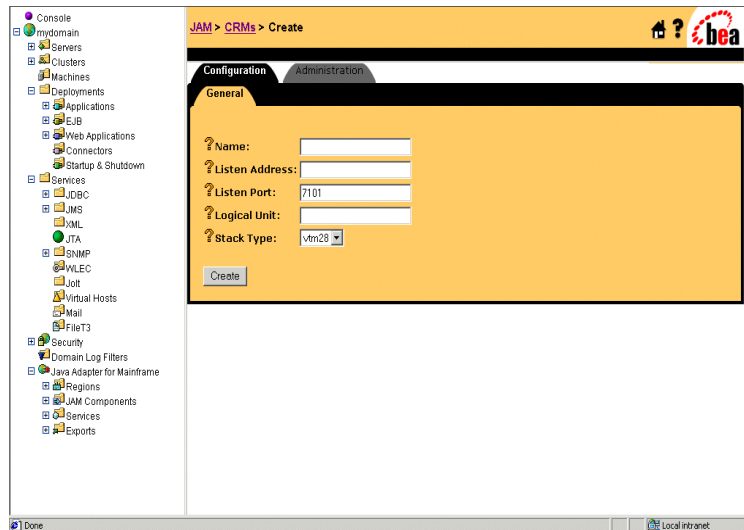 Console
mydomain
Servers
Clusters
Machines
Deployments
Applications
EJB
Web Applications
Connectors
Startup & Shutdown
Services
JDBC
JMS
XML
JTA
SNMP
WLEC
Jolt
Virtual Hosts
Mail
FileT3
Security
Domain Log Filters
Java Adapter for Mainframe
Regions
JAM Components
Services
Exports
JAM > CRMs > Create
? bea
Configuration Administration
General
? Name:
? Listen Address:
? Listen Port: 7101
? Logical Unit:
? Stack Type: vtm28
Create
Done Local intranet